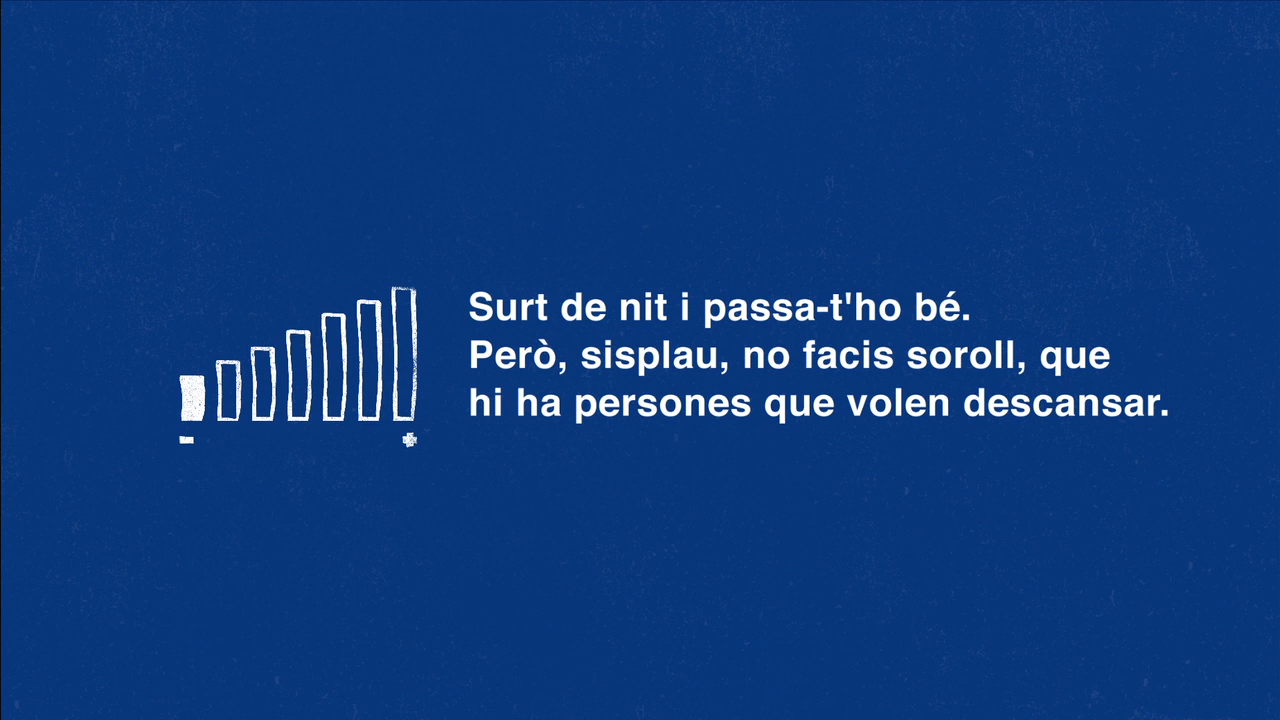 Surt de nit i passa-t'ho bé.
Però, sisplau, no facis soroll, que
hi ha persones que volen descansar.
- +